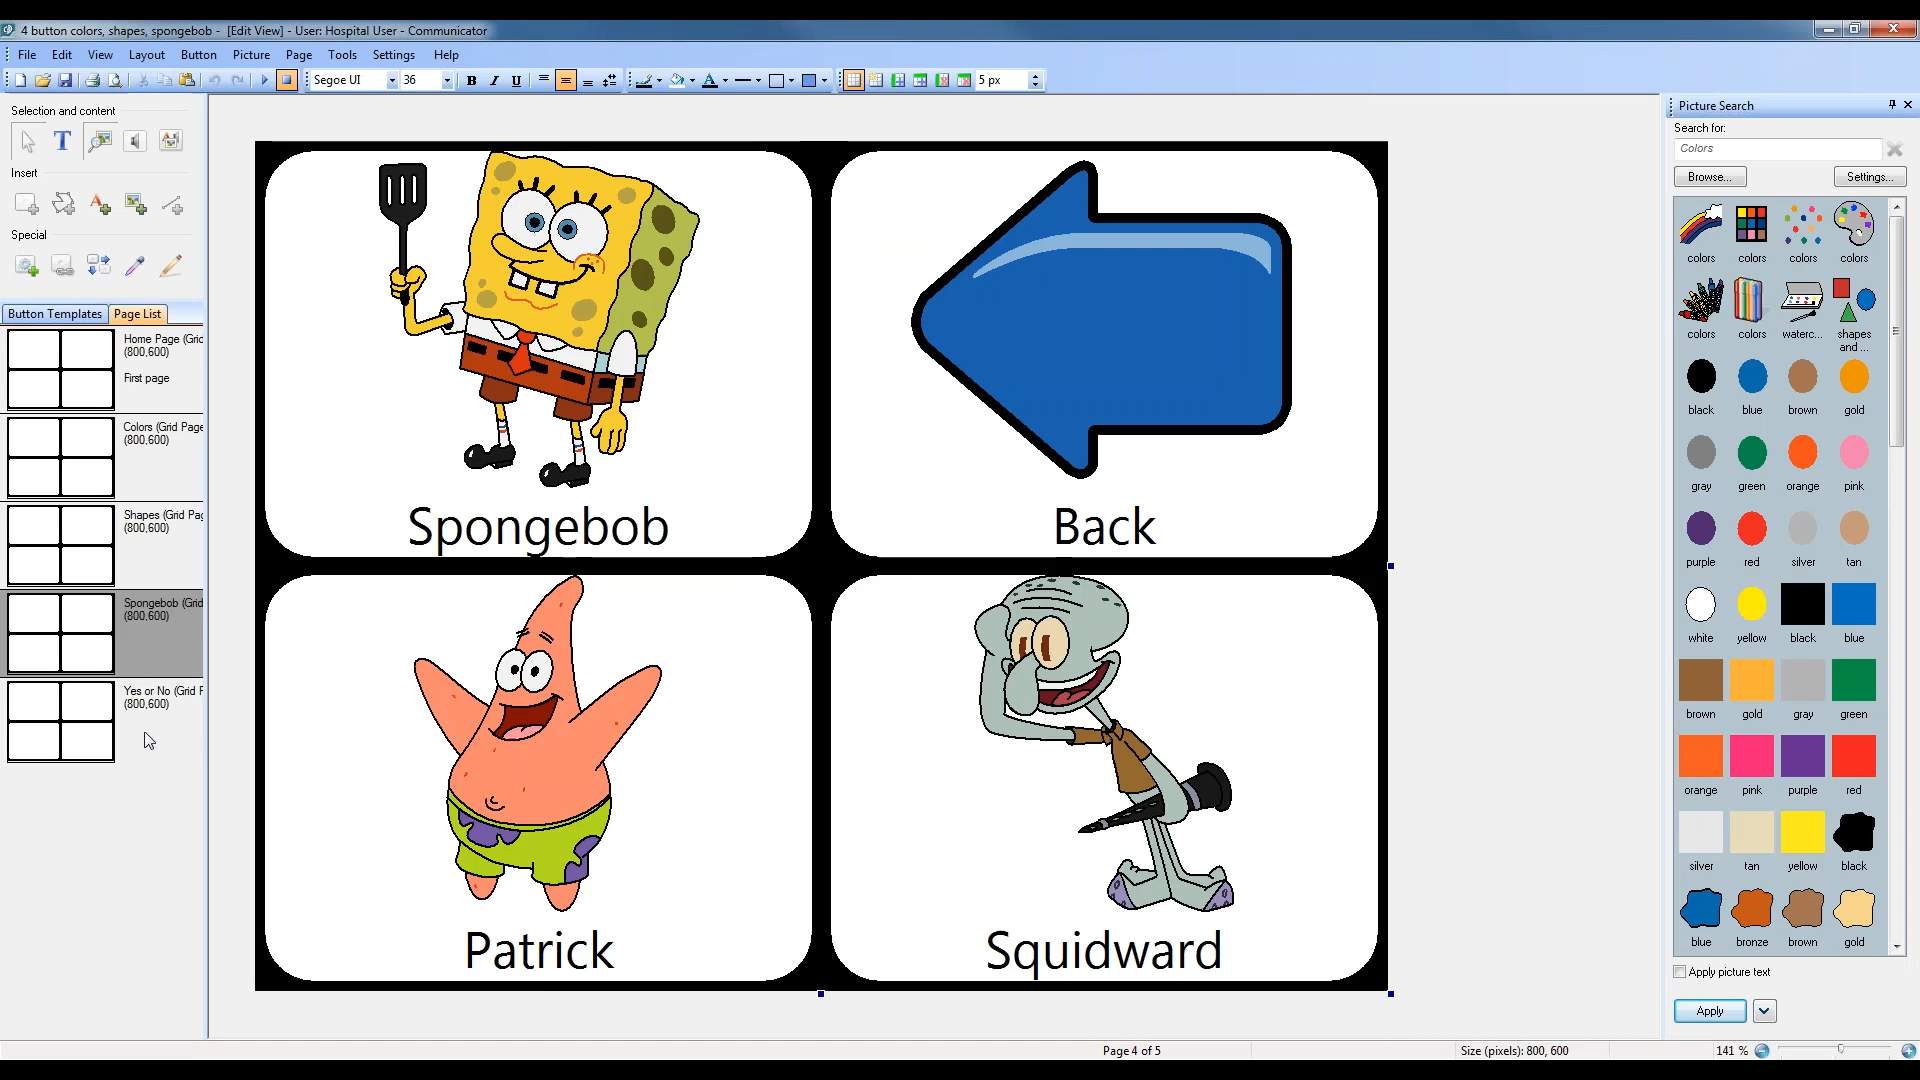 4 button colors, shapes, spongebob - [Edit View] - User: Hospital User - Communicator
File Edit View Layout Button Picture Page Tools Settings Help
Segoe UI 36 B I U A 5 px
Selection and content
T
Insert
Special
Button Templates Page List
Home Page (Grid
(800,600)
First page
Colors (Grid Page
(800,600)
Shapes (Grid Pag
(800,600)
Spongebob (Grid
(800,600)
Yes or No (Grid P
(800,600)
Spongebob
Back
Patrick
Squidward
Picture Search
Search for:
Colors
Browse... Settings...
colors colors colors colors
colors colors waterc... shapes and ...
black blue brown gold
gray green orange pink
purple red silver tan
white yellow black blue
brown gold gray green
orange pink purple red
silver tan yellow black
blue bronze brown gold
Apply picture text
Apply
Page 4 of 5 Size (pixels): 800, 600 141 %